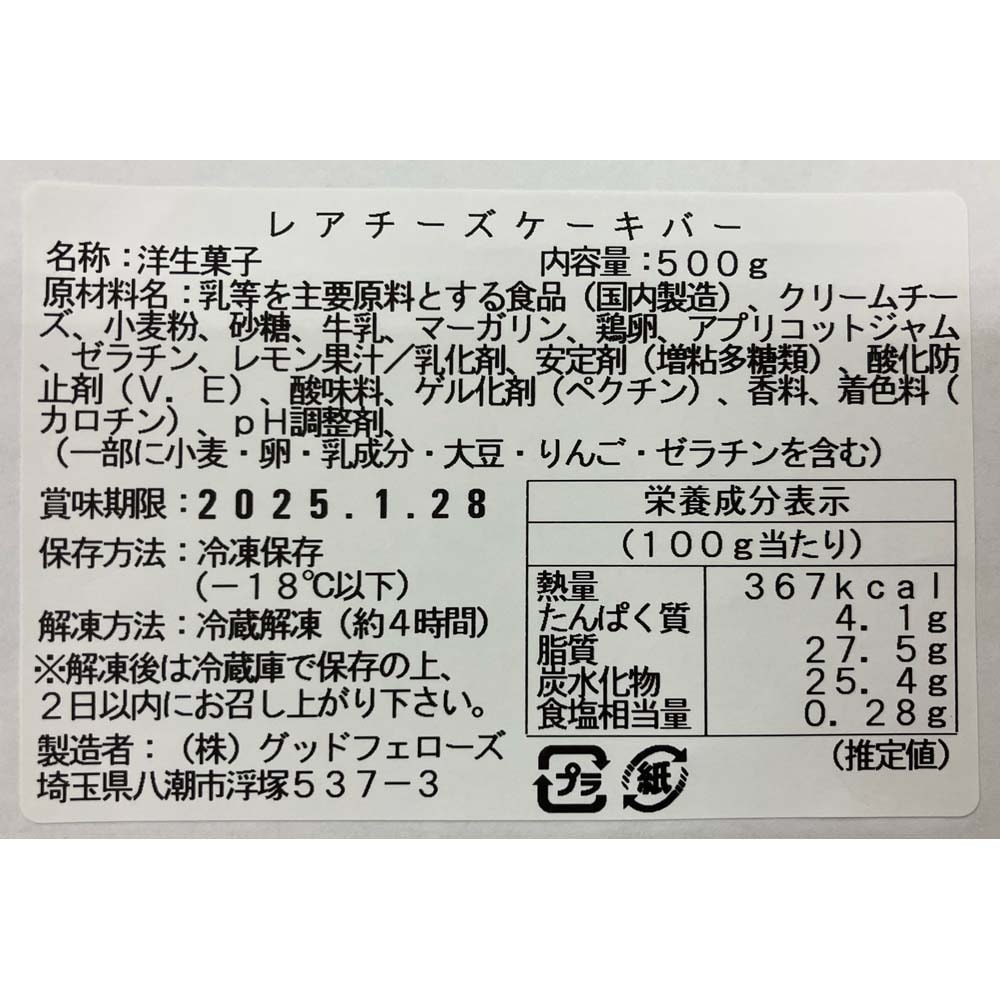 レアチーズケーキバー
名称：洋生菓子　内容量：５００ｇ
原材料名：乳等を主要原料とする食品（国内製造）、クリームチー
ズ、小麦粉、砂糖、牛乳、マーガリン、鶏卵、アプリコットジャム
、ゼラチン、レモン果汁／乳化剤、安定剤（増粘多糖類）、酸化防
止剤（Ｖ．Ｅ）、酸味料、ゲル化剤（ペクチン）、香料、着色料（
カロチン）、ｐＨ調整剤、
（一部に小麦・卵・乳成分・大豆・りんご・ゼラチンを含む）
賞味期限：２０２５．１．２８
保存方法：冷凍保存
（－１８℃以下）
解凍方法：冷蔵解凍（約４時間）
※解凍後は冷蔵庫で保存の上、
２日以内にお召し上がり下さい。
製造者：（株）グッドフェローズ
埼玉県八潮市浮塚５３７－３
栄養成分表示
（１００ｇ当たり）
熱量　３６７ｋｃａｌ
たんぱく質　４．１ｇ
脂質　２７．５ｇ
炭水化物　２５．４ｇ
食塩相当量　０．２８ｇ
（推定値）
プラ　紙